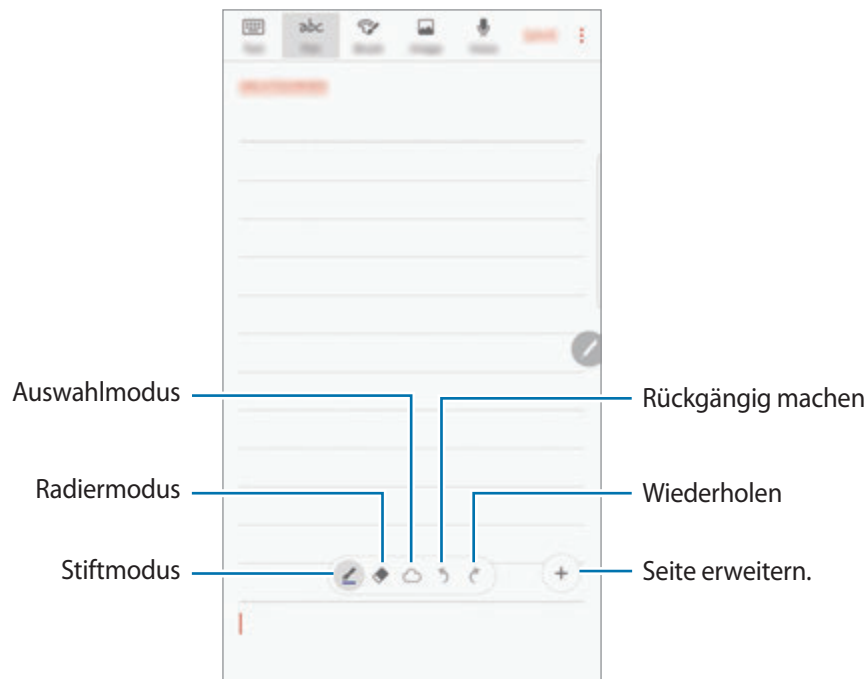 abc
Auswahlmodus
Rückgängig machen
Radiermodus
Wiederholen
Stiftmodus
Seite erweitern.